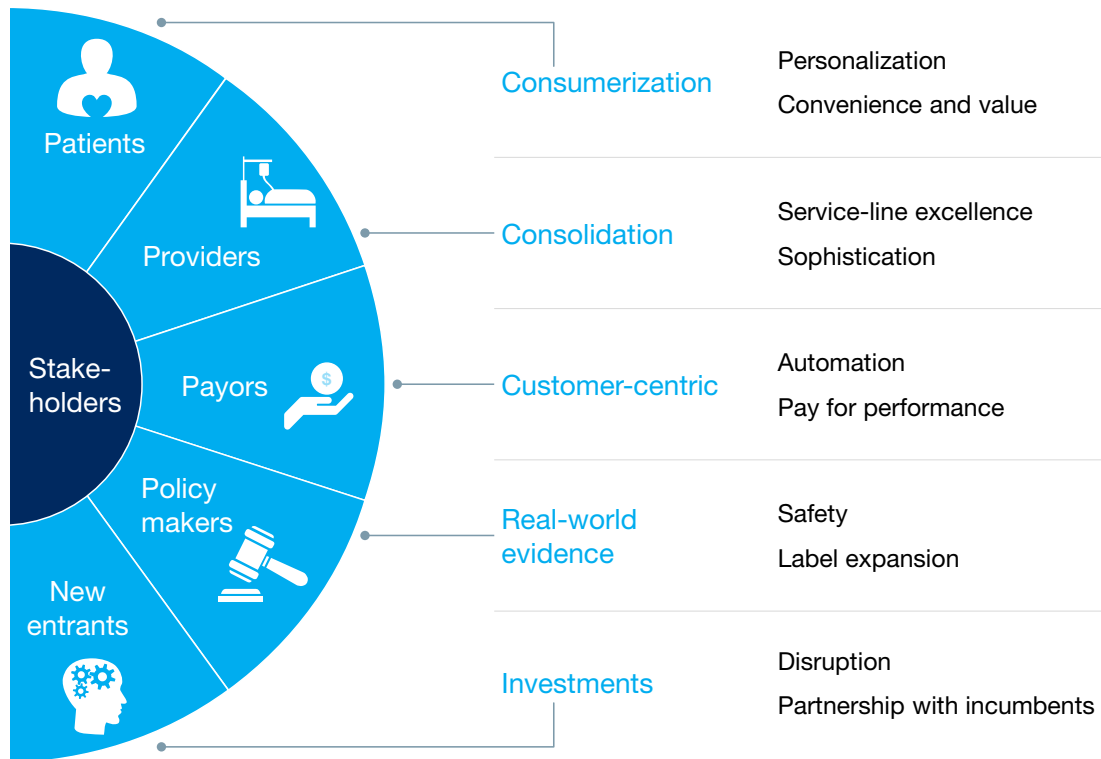 Patients
Providers
Stake-
holders
Payors
$
Policy
makers
New
entrants
Consumerization
Personalization
Convenience and value
Consolidation
Service-line excellence
Sophistication
Customer-centric
Automation
Pay for performance
Real-world
evidence
Safety
Label expansion
Investments
Disruption
Partnership with incumbents